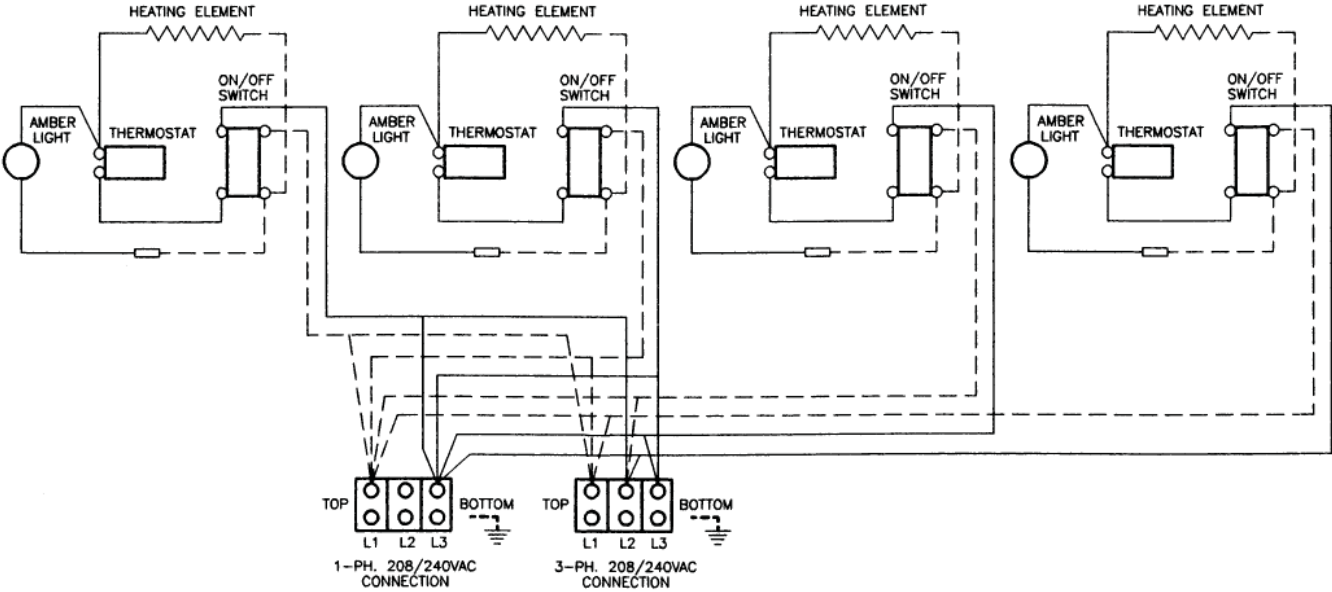 HEATING ELEMENT
HEATING ELEMENT
HEATING ELEMENT
HEATING ELEMENT
ON/OFF
SWITCH
ON/OFF
SWITCH
ON/OFF
SWITCH
ON/OFF
SWITCH
AMBER
LIGHT
THERMOSTAT
AMBER
LIGHT
THERMOSTAT
AMBER
LIGHT
THERMOSTAT
AMBER
LIGHT
THERMOSTAT
TOP
BOTTOM
L1 L2 L3
1-PH. 208/240VAC
CONNECTION
TOP
BOTTOM
L1 L2 L3
3-PH. 208/240VAC
CONNECTION